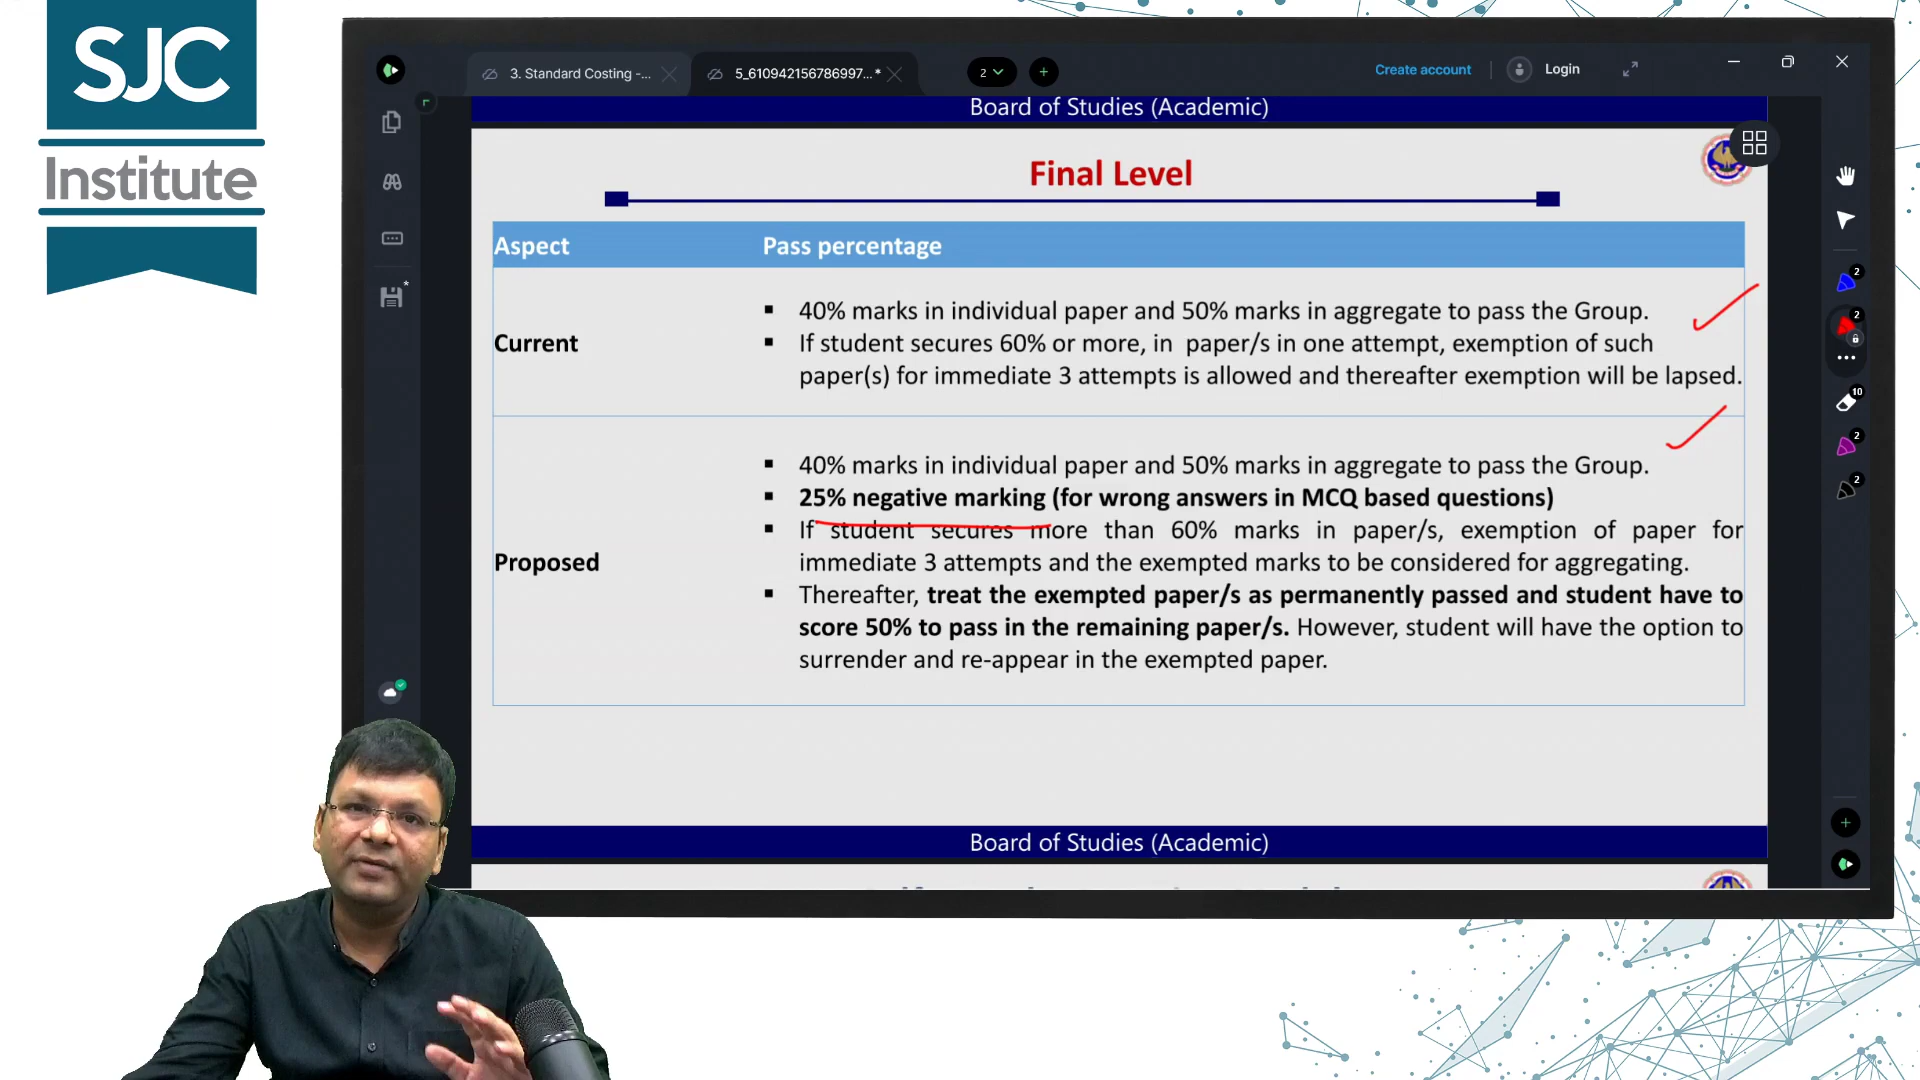 SJC
Institute
3. Standard Costing -...
5_610942156786997... *
2
Create account
Login
Board of Studies (Academic)
Final Level
Aspect
Pass percentage
Current
▪ 40% marks in individual paper and 50% marks in aggregate to pass the Group.
▪ If student secures 60% or more, in paper/s in one attempt, exemption of such
paper(s) for immediate 3 attempts is allowed and thereafter exemption will be lapsed.
Proposed
▪ 40% marks in individual paper and 50% marks in aggregate to pass the Group.
▪ 25% negative marking (for wrong answers in MCQ based questions)
▪ If student secures more than 60% marks in paper/s, exemption of paper for
immediate 3 attempts and the exempted marks to be considered for aggregating.
▪ Thereafter, treat the exempted paper/s as permanently passed and student have to
score 50% to pass in the remaining paper/s. However, student will have the option to
surrender and re-appear in the exempted paper.
Board of Studies (Academic)
2
2
10
2
2